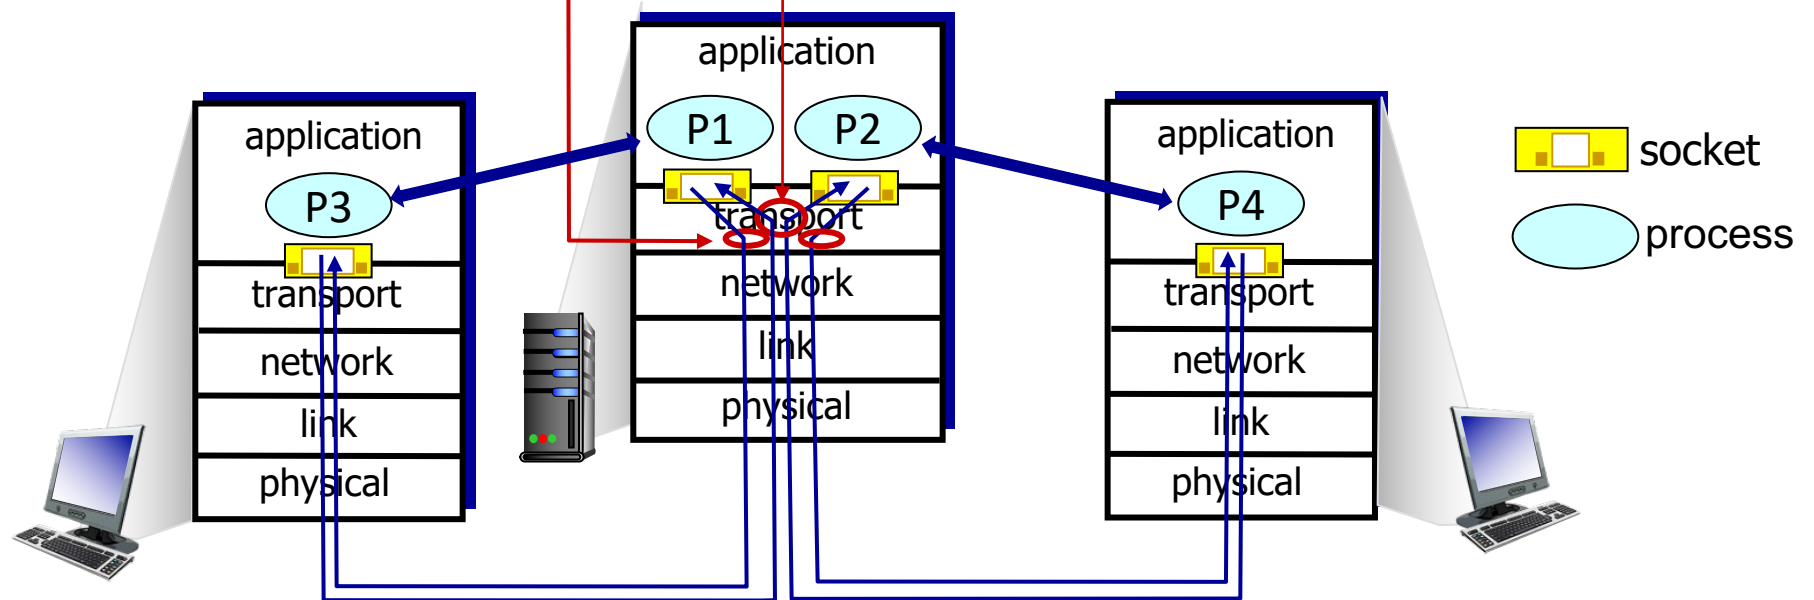 application
P3
transport
network
link
physical
application
P1
P2
transport
network
link
physical
application
P4
transport
network
link
physical
socket
process